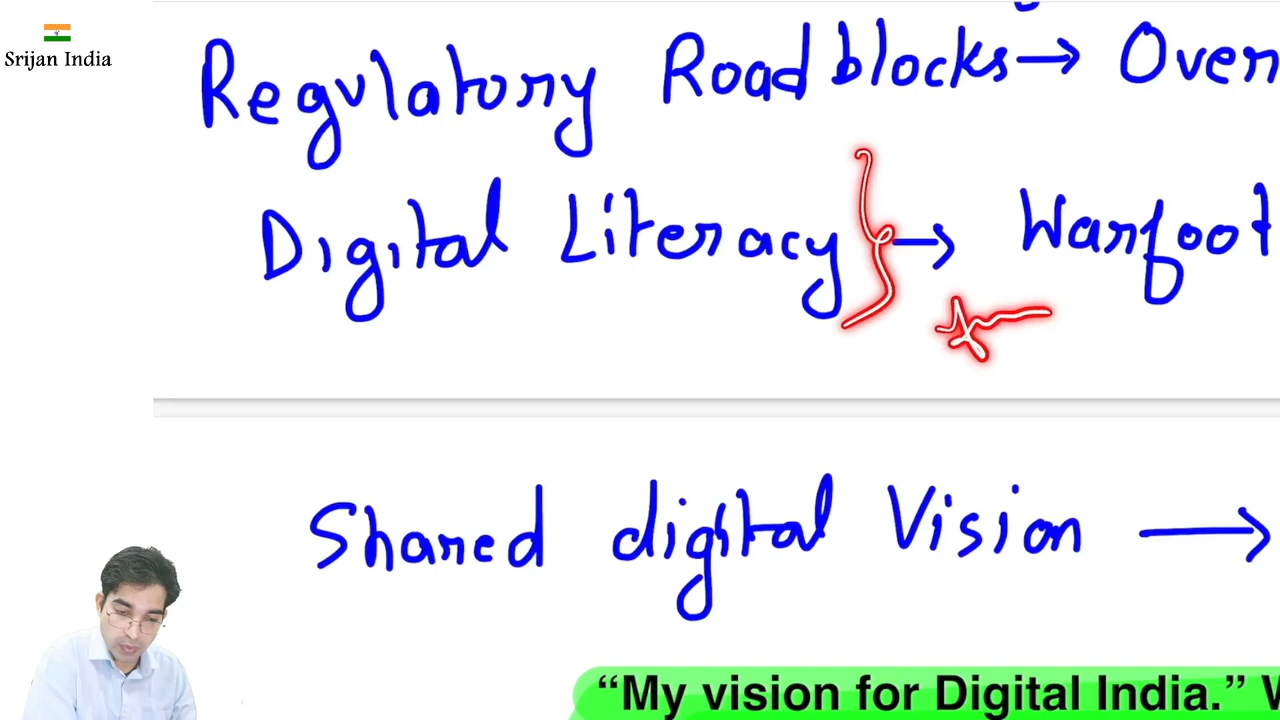 Srijan India
Regulatory Roadblocks → Over
Digital Literacy → Warfoot
Shared digital Vision →
“My vision for Digital India.” W